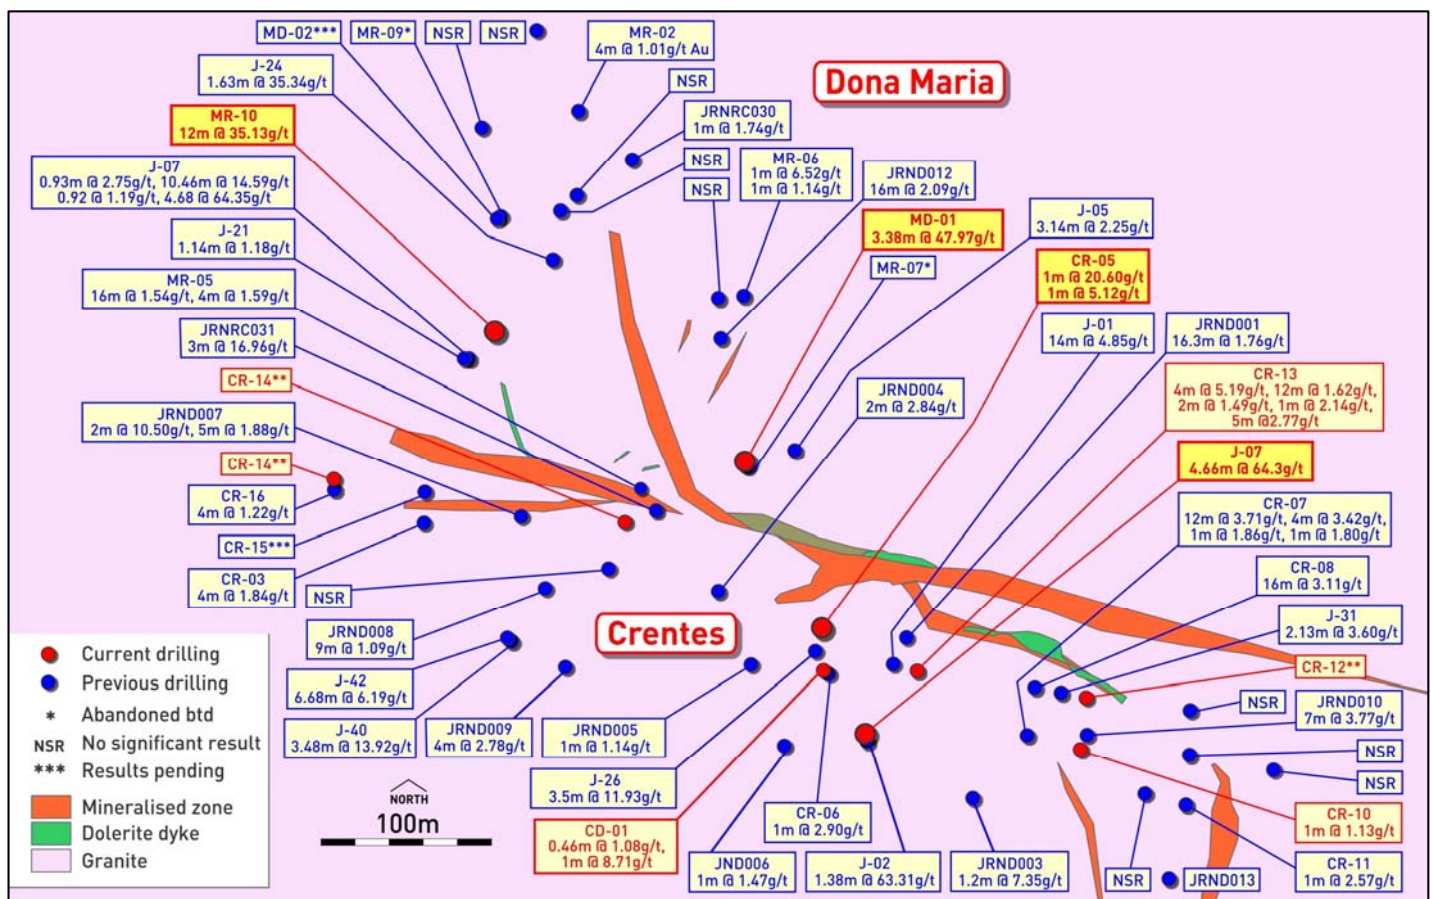 MD-02***
MR-09*
NSR
NSR
MR-02
4m @ 1.01g/t Au
Dona Maria
J-24
1.63m @ 35.34g/t
NSR
MR-10
12m @ 35.13g/t
JRNRC030
1m @ 1.74g/t
NSR
MR-06
1m @ 6.52g/t
1m @ 1.14g/t
JRND012
16m @ 2.09g/t
NSR
J-07
0.93m @ 2.75g/t, 10.46m @ 14.59g/t
0.92 @ 1.19g/t, 4.68 @ 64.35g/t
MD-01
3.38m @ 47.97g/t
J-05
3.14m @ 2.25g/t
J-21
1.14m @ 1.18g/t
MR-07*
CR-05
1m @ 20.60g/t
1m @ 5.12g/t
MR-05
16m @ 1.54g/t, 4m @ 1.59g/t
JRNRC031
3m @ 16.96g/t
J-01
14m @ 4.85g/t
JRND001
16.3m @ 1.76g/t
CR-14**
JRND004
2m @ 2.84g/t
CR-13
4m @ 5.19g/t, 12m @ 1.62g/t,
2m @ 1.49g/t, 1m @ 2.14g/t,
5m @2.77g/t
JRND007
2m @ 10.50g/t, 5m @ 1.88g/t
CR-14**
J-07
4.66m @ 64.3g/t
CR-16
4m @ 1.22g/t
CR-07
12m @ 3.71g/t, 4m @ 3.42g/t,
1m @ 1.86g/t, 1m @ 1.80g/t
CR-15***
CR-03
4m @ 1.84g/t
NSR
CR-08
16m @ 3.11g/t
Crentes
JRND008
9m @ 1.09g/t
J-31
2.13m @ 3.60g/t
CR-12**
J-42
6.68m @ 6.19g/t
J-40
3.48m @ 13.92g/t
JRND009
4m @ 2.78g/t
JRND005
1m @ 1.14g/t
NSR
JRND010
7m @ 3.77g/t
NSR
NSR
J-26
3.5m @ 11.93g/t
CD-01
0.46m @ 1.08g/t,
1m @ 8.71g/t
CR-06
1m @ 2.90g/t
CR-10
1m @ 1.13g/t
JND006
1m @ 1.47g/t
J-02
1.38m @ 63.31g/t
JRND003
1.2m @ 7.35g/t
NSR
JRND013
CR-11
1m @ 2.57g/t
Current drilling
Previous drilling
* Abandoned btd
NSR No significant result
*** Results pending
Mineralised zone
Dolerite dyke
Granite
NORTH
100m